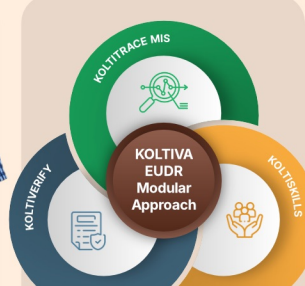 KOLTITRACE MIS
KOLTIVA
EUDR
Modular
Approach
KOLTIVERIFY
KOLTISKILLS